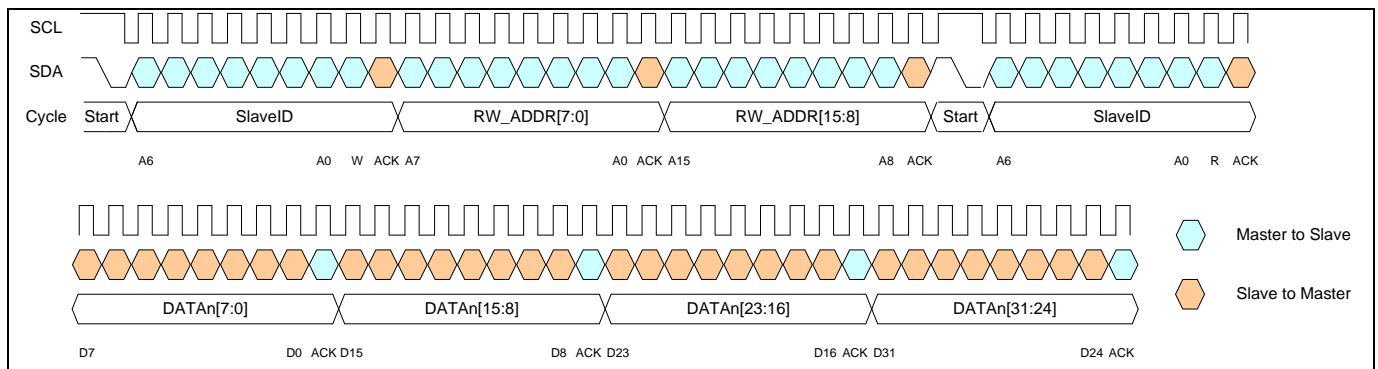 SCL
SDA
Cycle Start SlaveID RW_ADDR[7:0] RW_ADDR[15:8] Start SlaveID
A6 A0 W ACK A7 A0 ACK A15 A8 ACK A6 A0 R ACK
Master to Slave
Slave to Master
DATAn[7:0] DATAn[15:8] DATAn[23:16] DATAn[31:24]
D7 D0 ACK D15 D8 ACK D23 D16 ACK D31 D24 ACK